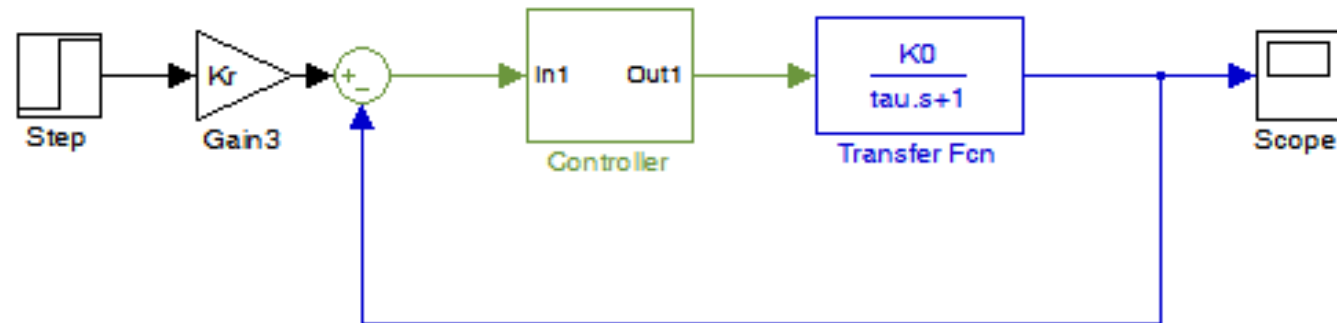 Step
Kr
Gain3
+
−
In1
Out1
Controller
K0
tau.s+1
Transfer Fcn
Scope